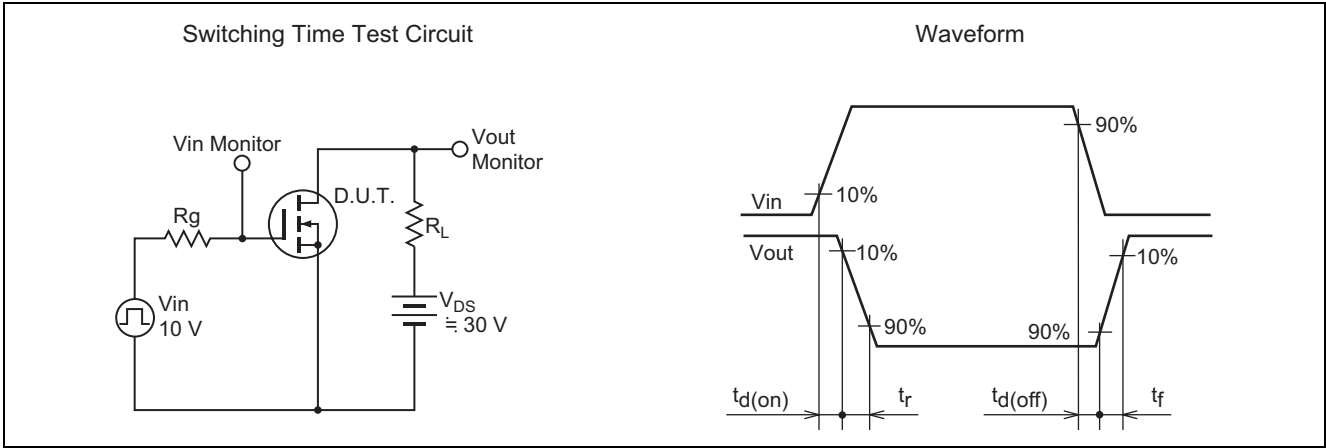 Switching Time Test Circuit
Vin Monitor
Vout
Monitor
D.U.T.
Rg
RL
Vin
10 V
VDS
≒ 30 V
Waveform
90%
10%
Vin
Vout
10%
10%
90%
90%
td(on)
tr
td(off)
tf